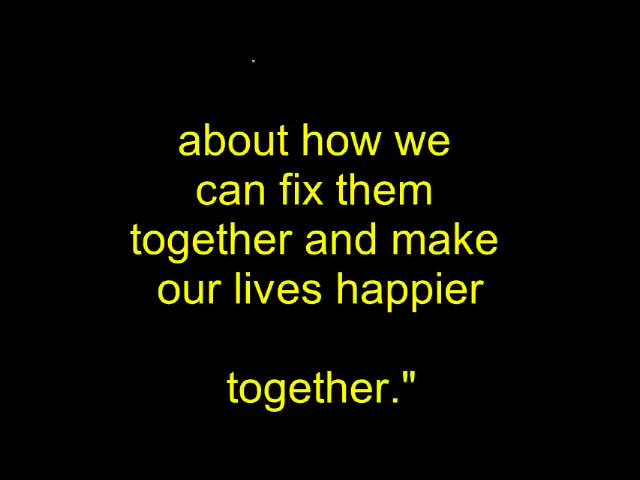 about how we
can fix them
together and make
our lives happier
together."